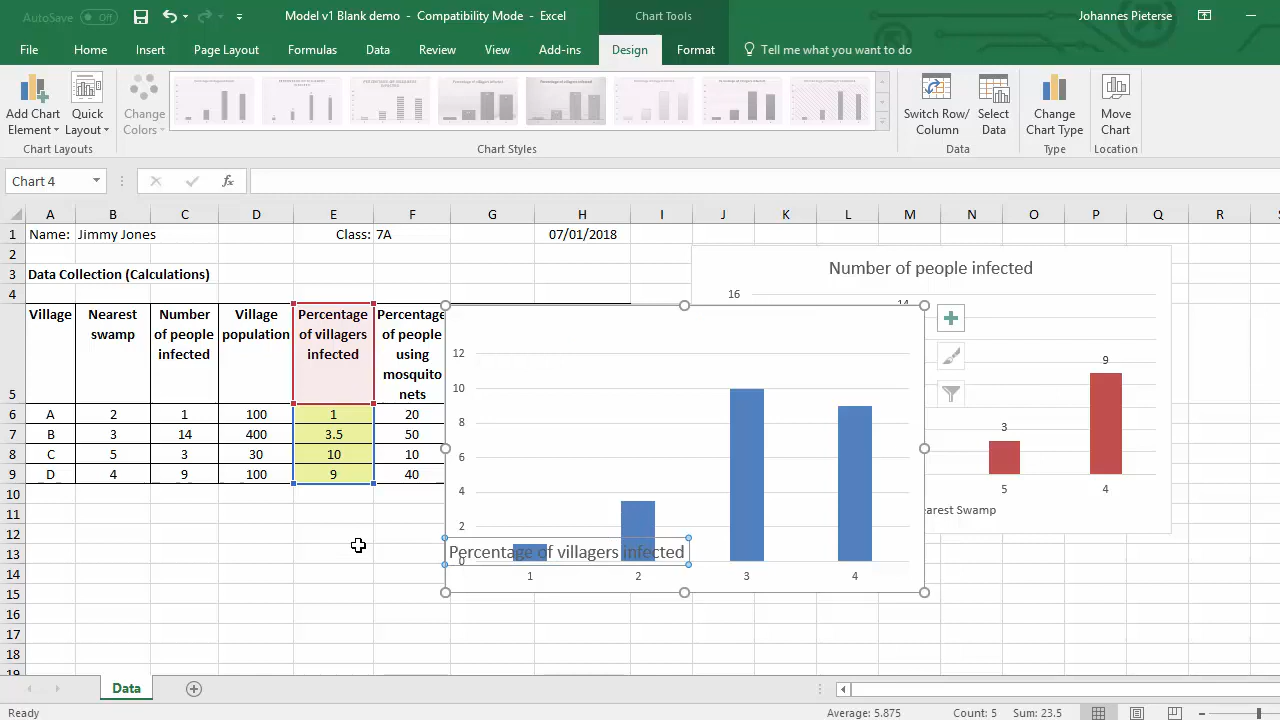 AutoSave Off
Model v1 Blank demo - Compatibility Mode - Excel
Chart Tools
Johannes Pieterse
File Home Insert Page Layout Formulas Data Review View Add-ins Design Format Tell me what you want to do
Add Chart Element
Quick Layout
Change Colors
Switch Row/ Column
Select Data
Change Chart Type
Move Chart
Chart Layouts Chart Styles Data Type Location
Chart 4 fx
A B C D E F G H I J K L M N O P Q R S
1 Name: Jimmy Jones Class: 7A 07/01/2018
2
3 Data Collection (Calculations)
4
5 Village Nearest swamp Number of people infected Village population Percentage of villagers infected Percentage of people using mosquito nets
6 A 2 1 100 1 20
7 B 3 14 400 3.5 50
8 C 5 3 30 10 10
9 D 4 9 100 9 40
10
11
12
13
14
15
16
17
18
19
Number of people infected
16
14
3
9
5 4
earest Swamp
12
10
8
6
4
2
0
Percentage of villagers infected
1 2 3 4
Data
Ready Average: 5.875 Count: 5 Sum: 23.5